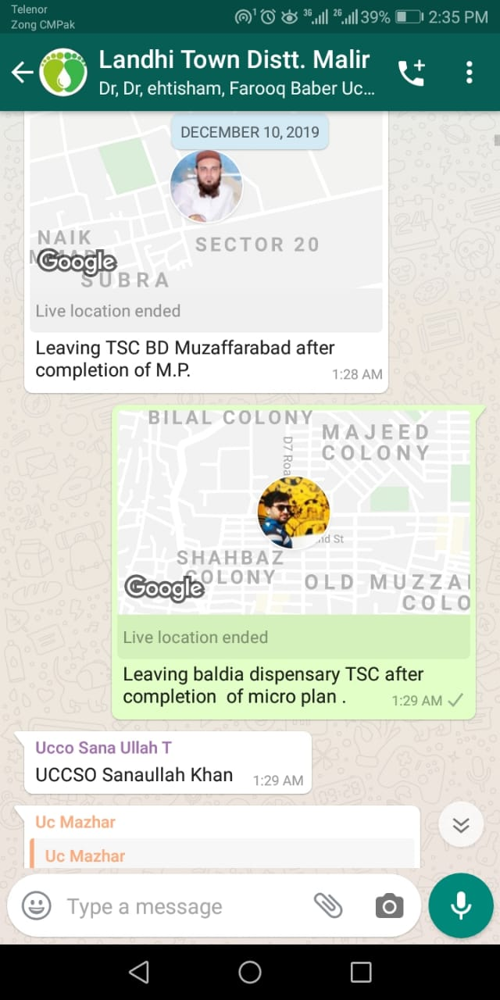 Telenor
Zong CMPak
1 3G 2G 39% 2:35 PM
Landhi Town Distt. Malir
Dr, Dr, ehtisham, Farooq Baber Uc...
DECEMBER 10, 2019
NAIK
SECTOR 20
Google
SUBRA
Live location ended
Leaving TSC BD Muzaffarabad after
completion of M.P.
1:28 AM
BILAL COLONY
MAJEED
COLONY
D7 Roa
nd St
SHAHBAZ
COLONY
Google
OLD MUZZAI
COLO
Live location ended
Leaving baldia dispensary TSC after
completion of micro plan .
1:29 AM
Ucco Sana Ullah T
UCCSO Sanaullah Khan
1:29 AM
Uc Mazhar
Uc Mazhar
Type a message